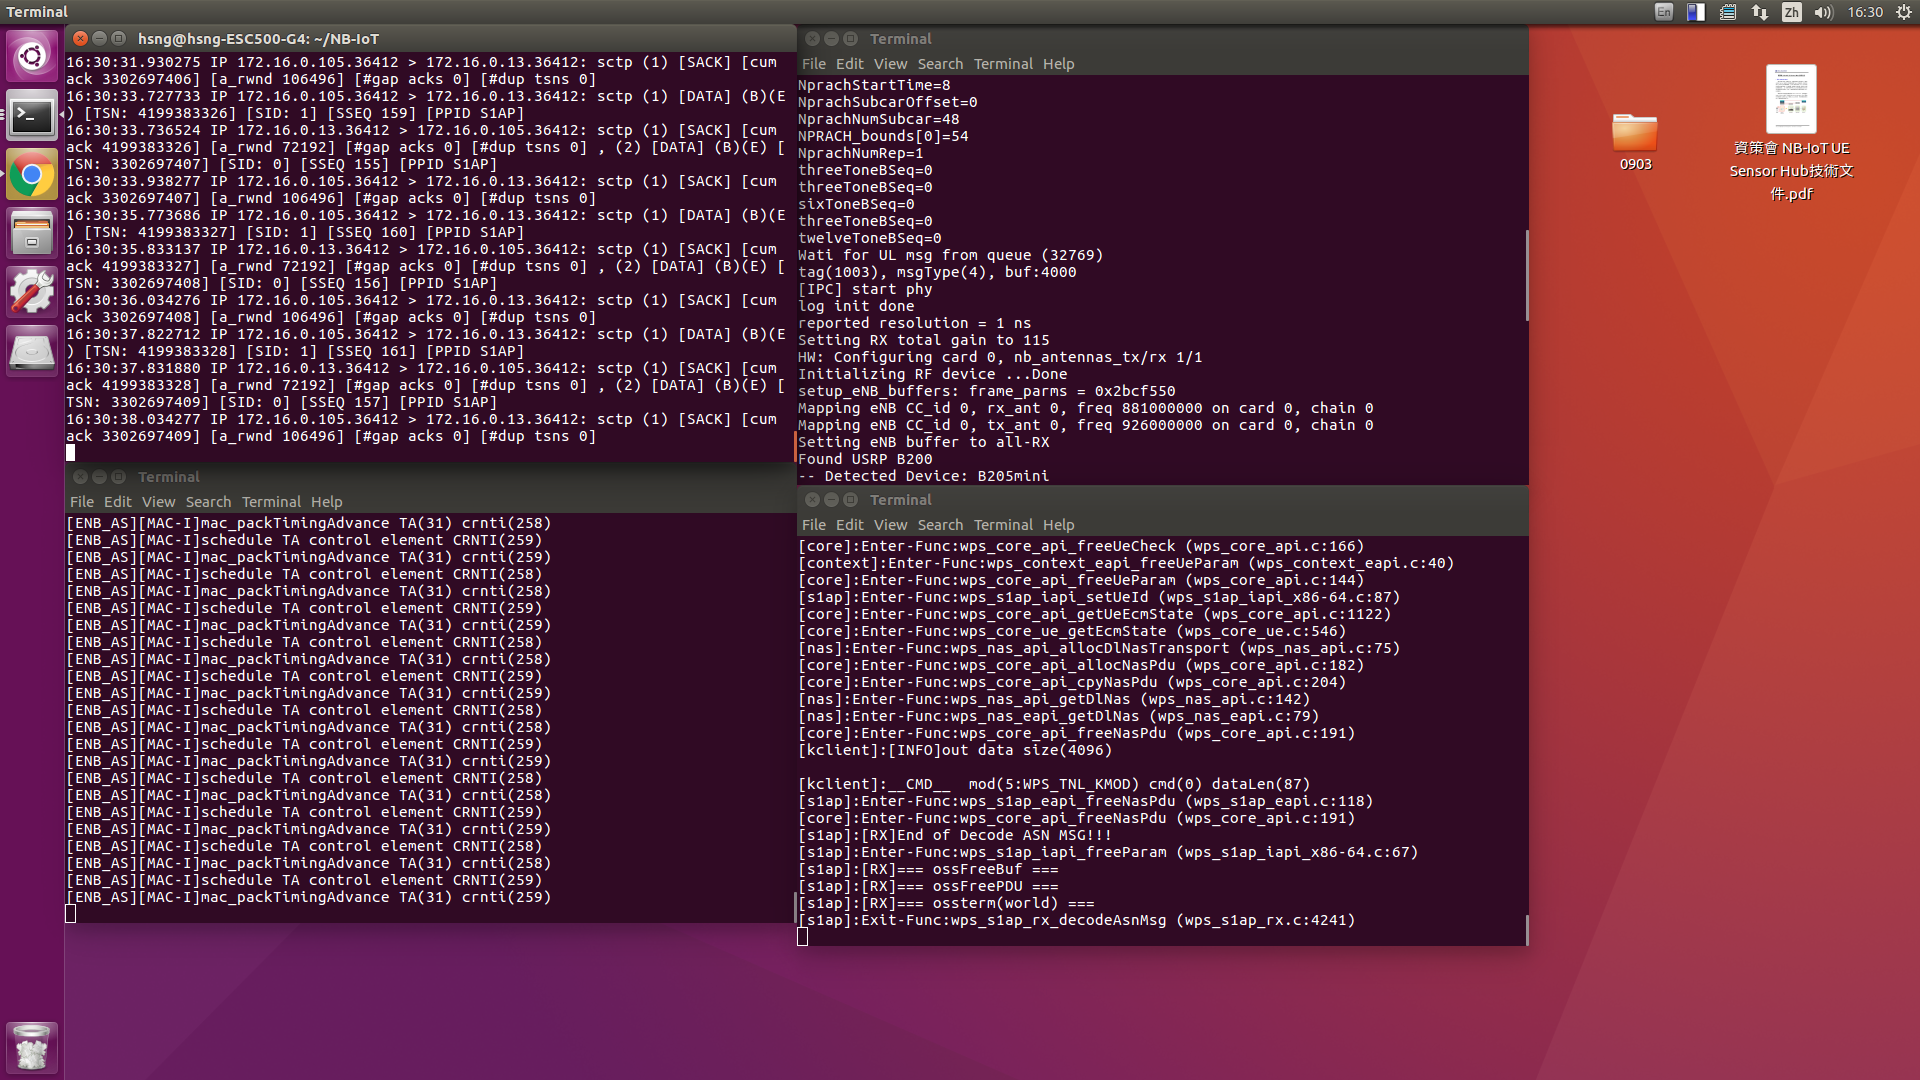 Terminal
En
Zh
16:30
hsng@hsng-ESC500-G4: ~/NB-IoT
16:30:31.930275 IP 172.16.0.105.36412 > 172.16.0.13.36412: sctp (1) [SACK] [cum
ack 3302697406] [a_rwnd 106496] [#gap acks 0] [#dup tsns 0]
16:30:33.727733 IP 172.16.0.105.36412 > 172.16.0.13.36412: sctp (1) [DATA] (B)(E
) [TSN: 4199383326] [SID: 1] [SSEQ 159] [PPID S1AP]
16:30:33.736524 IP 172.16.0.13.36412 > 172.16.0.105.36412: sctp (1) [SACK] [cum
ack 4199383326] [a_rwnd 72192] [#gap acks 0] [#dup tsns 0] , (2) [DATA] (B)(E) [
TSN: 3302697407] [SID: 0] [SSEQ 155] [PPID S1AP]
16:30:33.938277 IP 172.16.0.105.36412 > 172.16.0.13.36412: sctp (1) [SACK] [cum
ack 3302697407] [a_rwnd 106496] [#gap acks 0] [#dup tsns 0]
16:30:35.773686 IP 172.16.0.105.36412 > 172.16.0.13.36412: sctp (1) [DATA] (B)(E
) [TSN: 4199383327] [SID: 1] [SSEQ 160] [PPID S1AP]
16:30:35.833137 IP 172.16.0.13.36412 > 172.16.0.105.36412: sctp (1) [SACK] [cum
ack 4199383327] [a_rwnd 72192] [#gap acks 0] [#dup tsns 0] , (2) [DATA] (B)(E) [
TSN: 3302697408] [SID: 0] [SSEQ 156] [PPID S1AP]
16:30:36.034276 IP 172.16.0.105.36412 > 172.16.0.13.36412: sctp (1) [SACK] [cum
ack 3302697408] [a_rwnd 106496] [#gap acks 0] [#dup tsns 0]
16:30:37.822712 IP 172.16.0.105.36412 > 172.16.0.13.36412: sctp (1) [DATA] (B)(E
) [TSN: 4199383328] [SID: 1] [SSEQ 161] [PPID S1AP]
16:30:37.831880 IP 172.16.0.13.36412 > 172.16.0.105.36412: sctp (1) [SACK] [cum
ack 4199383328] [a_rwnd 72192] [#gap acks 0] [#dup tsns 0] , (2) [DATA] (B)(E) [
TSN: 3302697409] [SID: 0] [SSEQ 157] [PPID S1AP]
16:30:38.034277 IP 172.16.0.105.36412 > 172.16.0.13.36412: sctp (1) [SACK] [cum
ack 3302697409] [a_rwnd 106496] [#gap acks 0] [#dup tsns 0]
Terminal
File Edit View Search Terminal Help
NprachStartTime=8
NprachSubcarOffset=0
NprachNumSubcar=48
NPRACH_bounds[0]=54
NprachNumRep=1
threeToneBSeq=0
threeToneBSeq=0
sixToneBSeq=0
threeToneBSeq=0
twelveToneBSeq=0
Wati for UL msg from queue (32769)
tag(1003), msgType(4), buf:4000
[IPC] start phy
log init done
reported resolution = 1 ns
Setting RX total gain to 115
HW: Configuring card 0, nb_antennas_tx/rx 1/1
Initializing RF device ...Done
setup_eNB_buffers: frame_parms = 0x2bcf550
Mapping eNB CC_id 0, rx_ant 0, freq 881000000 on card 0, chain 0
Mapping eNB CC_id 0, tx_ant 0, freq 926000000 on card 0, chain 0
Setting eNB buffer to all-RX
Found USRP B200
-- Detected Device: B205mini
0903
資策會 NB-IoT UE
Sensor Hub技術文
件.pdf
Terminal
File Edit View Search Terminal Help
[ENB_AS][MAC-I]mac_packTimingAdvance TA(31) crnti(258)
[ENB_AS][MAC-I]schedule TA control element CRNTI(259)
[ENB_AS][MAC-I]mac_packTimingAdvance TA(31) crnti(259)
[ENB_AS][MAC-I]schedule TA control element CRNTI(258)
[ENB_AS][MAC-I]mac_packTimingAdvance TA(31) crnti(258)
[ENB_AS][MAC-I]schedule TA control element CRNTI(259)
[ENB_AS][MAC-I]mac_packTimingAdvance TA(31) crnti(259)
[ENB_AS][MAC-I]schedule TA control element CRNTI(258)
[ENB_AS][MAC-I]mac_packTimingAdvance TA(31) crnti(258)
[ENB_AS][MAC-I]schedule TA control element CRNTI(259)
[ENB_AS][MAC-I]mac_packTimingAdvance TA(31) crnti(259)
[ENB_AS][MAC-I]schedule TA control element CRNTI(258)
[ENB_AS][MAC-I]mac_packTimingAdvance TA(31) crnti(258)
[ENB_AS][MAC-I]schedule TA control element CRNTI(259)
[ENB_AS][MAC-I]mac_packTimingAdvance TA(31) crnti(259)
[ENB_AS][MAC-I]schedule TA control element CRNTI(258)
[ENB_AS][MAC-I]mac_packTimingAdvance TA(31) crnti(258)
[ENB_AS][MAC-I]schedule TA control element CRNTI(259)
[ENB_AS][MAC-I]mac_packTimingAdvance TA(31) crnti(259)
[ENB_AS][MAC-I]schedule TA control element CRNTI(258)
[ENB_AS][MAC-I]mac_packTimingAdvance TA(31) crnti(258)
[ENB_AS][MAC-I]schedule TA control element CRNTI(259)
[ENB_AS][MAC-I]mac_packTimingAdvance TA(31) crnti(259)
Terminal
File Edit View Search Terminal Help
[core]:Enter-Func:wps_core_api_freeUeCheck (wps_core_api.c:166)
[context]:Enter-Func:wps_context_eapi_freeUeParam (wps_context_eapi.c:40)
[core]:Enter-Func:wps_core_api_freeUeParam (wps_core_api.c:144)
[s1ap]:Enter-Func:wps_s1ap_iapi_setUeId (wps_s1ap_iapi_x86-64.c:87)
[core]:Enter-Func:wps_core_api_getUeEcmState (wps_core_api.c:1122)
[core]:Enter-Func:wps_core_ue_getEcmState (wps_core_ue.c:546)
[nas]:Enter-Func:wps_nas_api_allocDlNasTransport (wps_nas_api.c:75)
[core]:Enter-Func:wps_core_api_allocNasPdu (wps_core_api.c:182)
[core]:Enter-Func:wps_core_api_cpyNasPdu (wps_core_api.c:204)
[nas]:Enter-Func:wps_nas_api_getDlNas (wps_nas_api.c:142)
[nas]:Enter-Func:wps_nas_eapi_getDlNas (wps_nas_eapi.c:79)
[core]:Enter-Func:wps_core_api_freeNasPdu (wps_core_api.c:191)
[kclient]:[INFO]out data size(4096)
[kclient]:__CMD__  mod(5:WPS_TNL_KMOD) cmd(0) dataLen(87)
[s1ap]:Enter-Func:wps_s1ap_eapi_freeNasPdu (wps_s1ap_eapi.c:118)
[core]:Enter-Func:wps_core_api_freeNasPdu (wps_core_api.c:191)
[s1ap]:[RX]End of Decode ASN MSG!!!
[s1ap]:Enter-Func:wps_s1ap_iapi_freeParam (wps_s1ap_iapi_x86-64.c:67)
[s1ap]:[RX]=== ossFreeBuf ===
[s1ap]:[RX]=== ossFreePDU ===
[s1ap]:[RX]=== ossterm(world) ===
[s1ap]:Exit-Func:wps_s1ap_rx_decodeAsnMsg (wps_s1ap_rx.c:4241)